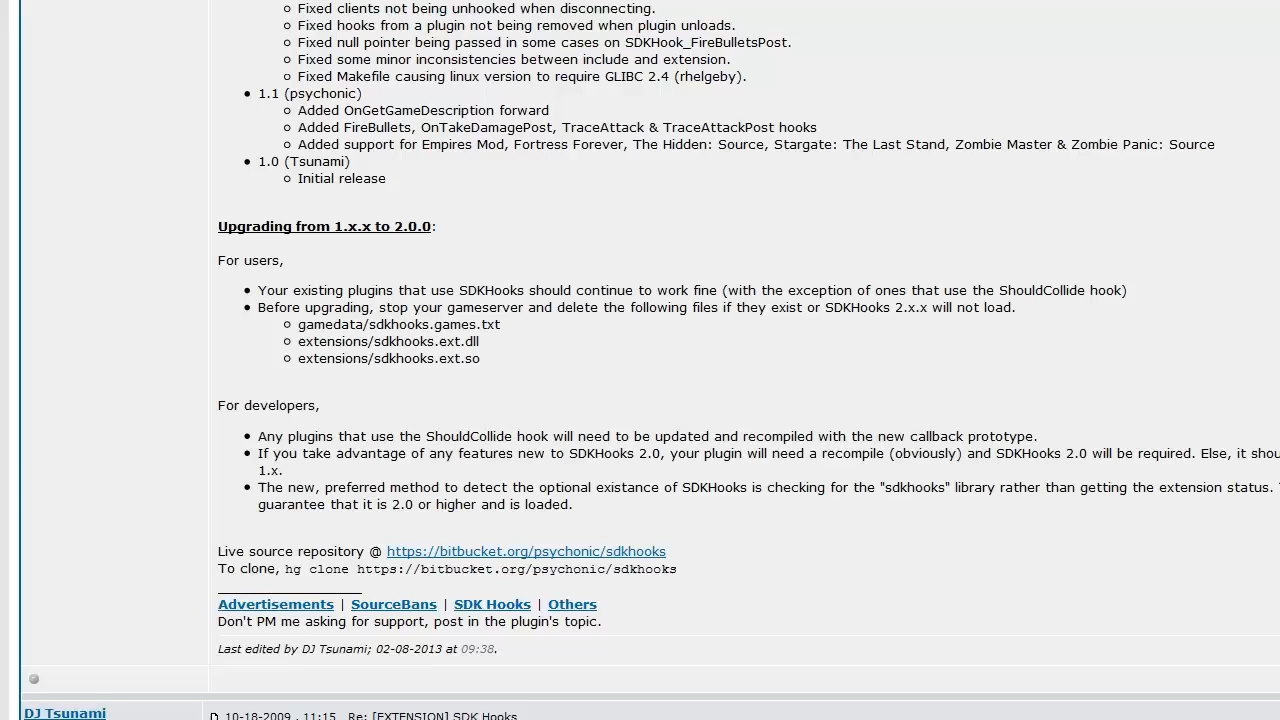 Fixed clients not being unhooked when disconnecting.
Fixed hooks from a plugin not being removed when plugin unloads.
Fixed null pointer being passed in some cases on SDKHook_FireBulletsPost.
Fixed some minor inconsistencies between include and extension.
Fixed Makefile causing linux version to require GLIBC 2.4 (rhelgeby).
1.1 (psychonic)
Added OnGetGameDescription forward
Added FireBullets, OnTakeDamagePost, TraceAttack & TraceAttackPost hooks
Added support for Empires Mod, Fortress Forever, The Hidden: Source, Stargate: The Last Stand, Zombie Master & Zombie Panic: Source
1.0 (Tsunami)
Initial release
Upgrading from 1.x.x to 2.0.0:
For users,
Your existing plugins that use SDKHooks should continue to work fine (with the exception of ones that use the ShouldCollide hook)
Before upgrading, stop your gameserver and delete the following files if they exist or SDKHooks 2.x.x will not load.
gamedata/sdkhooks.games.txt
extensions/sdkhooks.ext.dll
extensions/sdkhooks.ext.so
For developers,
Any plugins that use the ShouldCollide hook will need to be updated and recompiled with the new callback prototype.
If you take advantage of any features new to SDKHooks 2.0, your plugin will need a recompile (obviously) and SDKHooks 2.0 will be required. Else, it
1.x.
The new, preferred method to detect the optional existance of SDKHooks is checking for the "sdkhooks" library rather than getting the extension status.
guarantee that it is 2.0 or higher and is loaded.
Live source repository @ https://bitbucket.org/psychonic/sdkhooks
To clone, hg clone https://bitbucket.org/psychonic/sdkhooks
Advertisements | SourceBans | SDK Hooks | Others
Don't PM me asking for support, post in the plugin's topic.
Last edited by DJ Tsunami; 02-08-2013 at 09:38.
DJ Tsunami
10-18-2009 , 11:15 Re: [EXTENSION] SDK Hooks